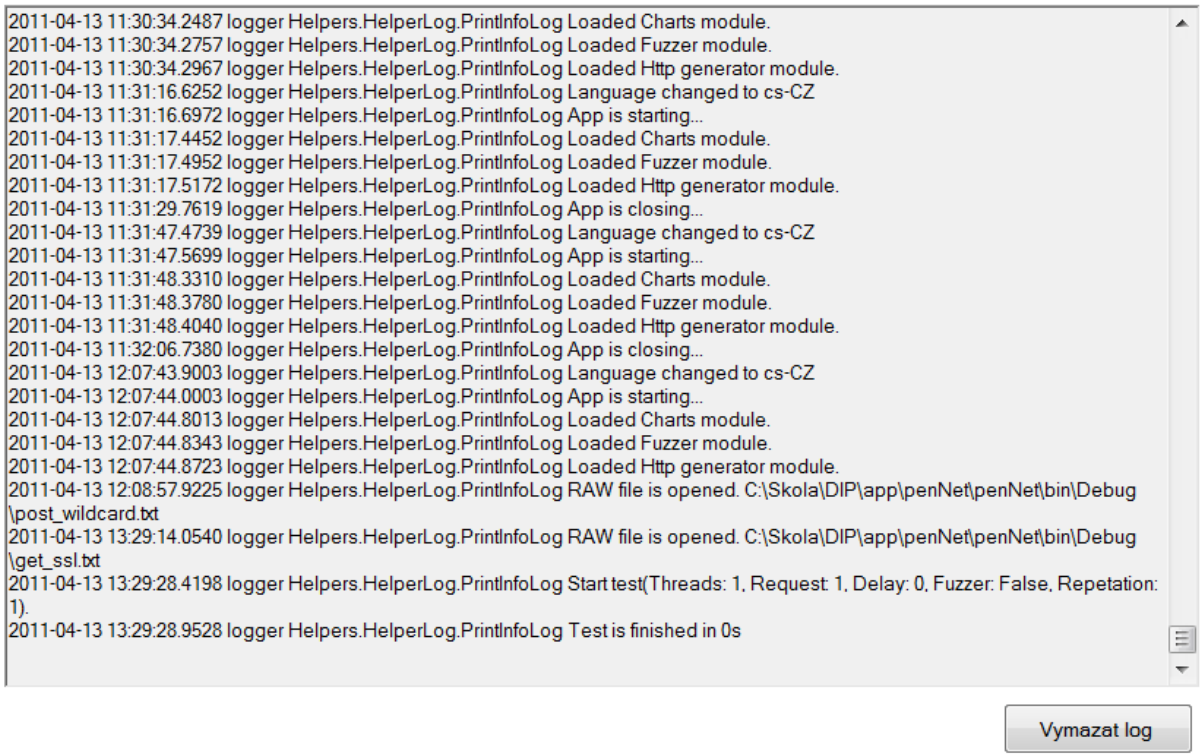 2011-04-13 11:30:34.2487 logger Helpers.HelperLog.PrintInfoLog Loaded Charts module.
2011-04-13 11:30:34.2757 logger Helpers.HelperLog.PrintInfoLog Loaded Fuzzer module.
2011-04-13 11:30:34.2967 logger Helpers.HelperLog.PrintInfoLog Loaded Http generator module.
2011-04-13 11:31:16.6252 logger Helpers.HelperLog.PrintInfoLog Language changed to cs-CZ
2011-04-13 11:31:16.6972 logger Helpers.HelperLog.PrintInfoLog App is starting...
2011-04-13 11:31:17.4452 logger Helpers.HelperLog.PrintInfoLog Loaded Charts module.
2011-04-13 11:31:17.4952 logger Helpers.HelperLog.PrintInfoLog Loaded Fuzzer module.
2011-04-13 11:31:17.5172 logger Helpers.HelperLog.PrintInfoLog Loaded Http generator module.
2011-04-13 11:31:29.7619 logger Helpers.HelperLog.PrintInfoLog App is closing...
2011-04-13 11:31:47.4739 logger Helpers.HelperLog.PrintInfoLog Language changed to cs-CZ
2011-04-13 11:31:47.5699 logger Helpers.HelperLog.PrintInfoLog App is starting...
2011-04-13 11:31:48.3310 logger Helpers.HelperLog.PrintInfoLog Loaded Charts module.
2011-04-13 11:31:48.3780 logger Helpers.HelperLog.PrintInfoLog Loaded Fuzzer module.
2011-04-13 11:31:48.4040 logger Helpers.HelperLog.PrintInfoLog Loaded Http generator module.
2011-04-13 11:32:06.7380 logger Helpers.HelperLog.PrintInfoLog App is closing...
2011-04-13 12:07:43.9003 logger Helpers.HelperLog.PrintInfoLog Language changed to cs-CZ
2011-04-13 12:07:44.0003 logger Helpers.HelperLog.PrintInfoLog App is starting...
2011-04-13 12:07:44.8013 logger Helpers.HelperLog.PrintInfoLog Loaded Charts module.
2011-04-13 12:07:44.8343 logger Helpers.HelperLog.PrintInfoLog Loaded Fuzzer module.
2011-04-13 12:07:44.8723 logger Helpers.HelperLog.PrintInfoLog Loaded Http generator module.
2011-04-13 12:08:57.9225 logger Helpers.HelperLog.PrintInfoLog RAW file is opened. C:\Skola\DIP\app\penNet\penNet\bin\Debug
\post_wildcard.txt
2011-04-13 13:29:14.0540 logger Helpers.HelperLog.PrintInfoLog RAW file is opened. C:\Skola\DIP\app\penNet\penNet\bin\Debug
\get_ssl.txt
2011-04-13 13:29:28.4198 logger Helpers.HelperLog.PrintInfoLog Start test(Threads: 1, Request: 1, Delay: 0, Fuzzer: False, Repetation:
1).
2011-04-13 13:29:28.9528 logger Helpers.HelperLog.PrintInfoLog Test is finished in 0s
Vymazat log